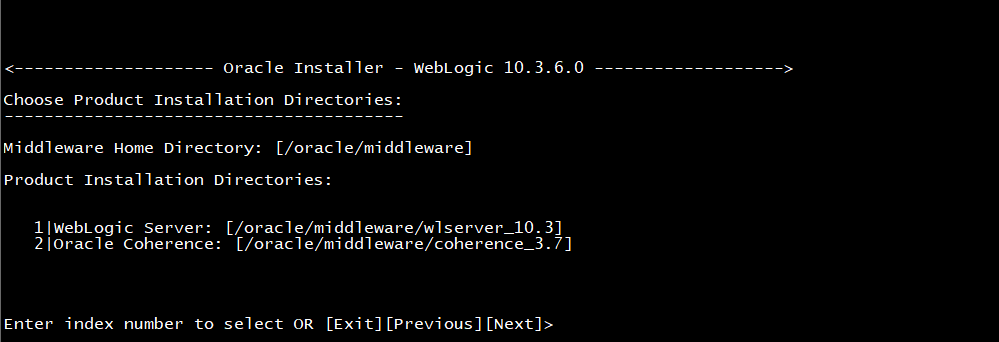 <-------------------- Oracle Installer - WebLogic 10.3.6.0 ------------------->
Choose Product Installation Directories:
----------------------------------------
Middleware Home Directory: [/oracle/middleware]
Product Installation Directories:
1|WebLogic Server: [/oracle/middleware/wlserver_10.3]
2|Oracle Coherence: [/oracle/middleware/coherence_3.7]
Enter index number to select OR [Exit][Previous][Next]>